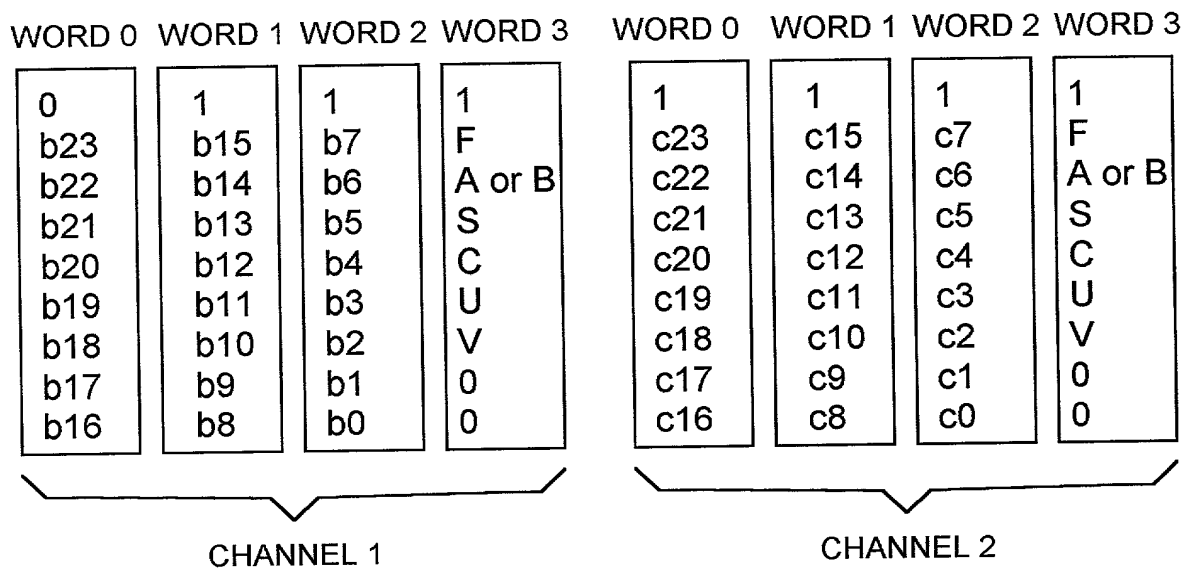 WORD 0 WORD 1 WORD 2 WORD 3 WORD 0 WORD 1 WORD 2 WORD 3
0 1 1 1 1 1 1 1
b23 b15 b7 F c23 c15 c7 F
b22 b14 b6 A or B c22 c14 c6 A or B
b21 b13 b5 S c21 c13 c5 S
b20 b12 b4 C c20 c12 c4 C
b19 b11 b3 U c19 c11 c3 U
b18 b10 b2 V c18 c10 c2 V
b17 b9 b1 0 c17 c9 c1 0
b16 b8 b0 0 c16 c8 c0 0
CHANNEL 1 CHANNEL 2